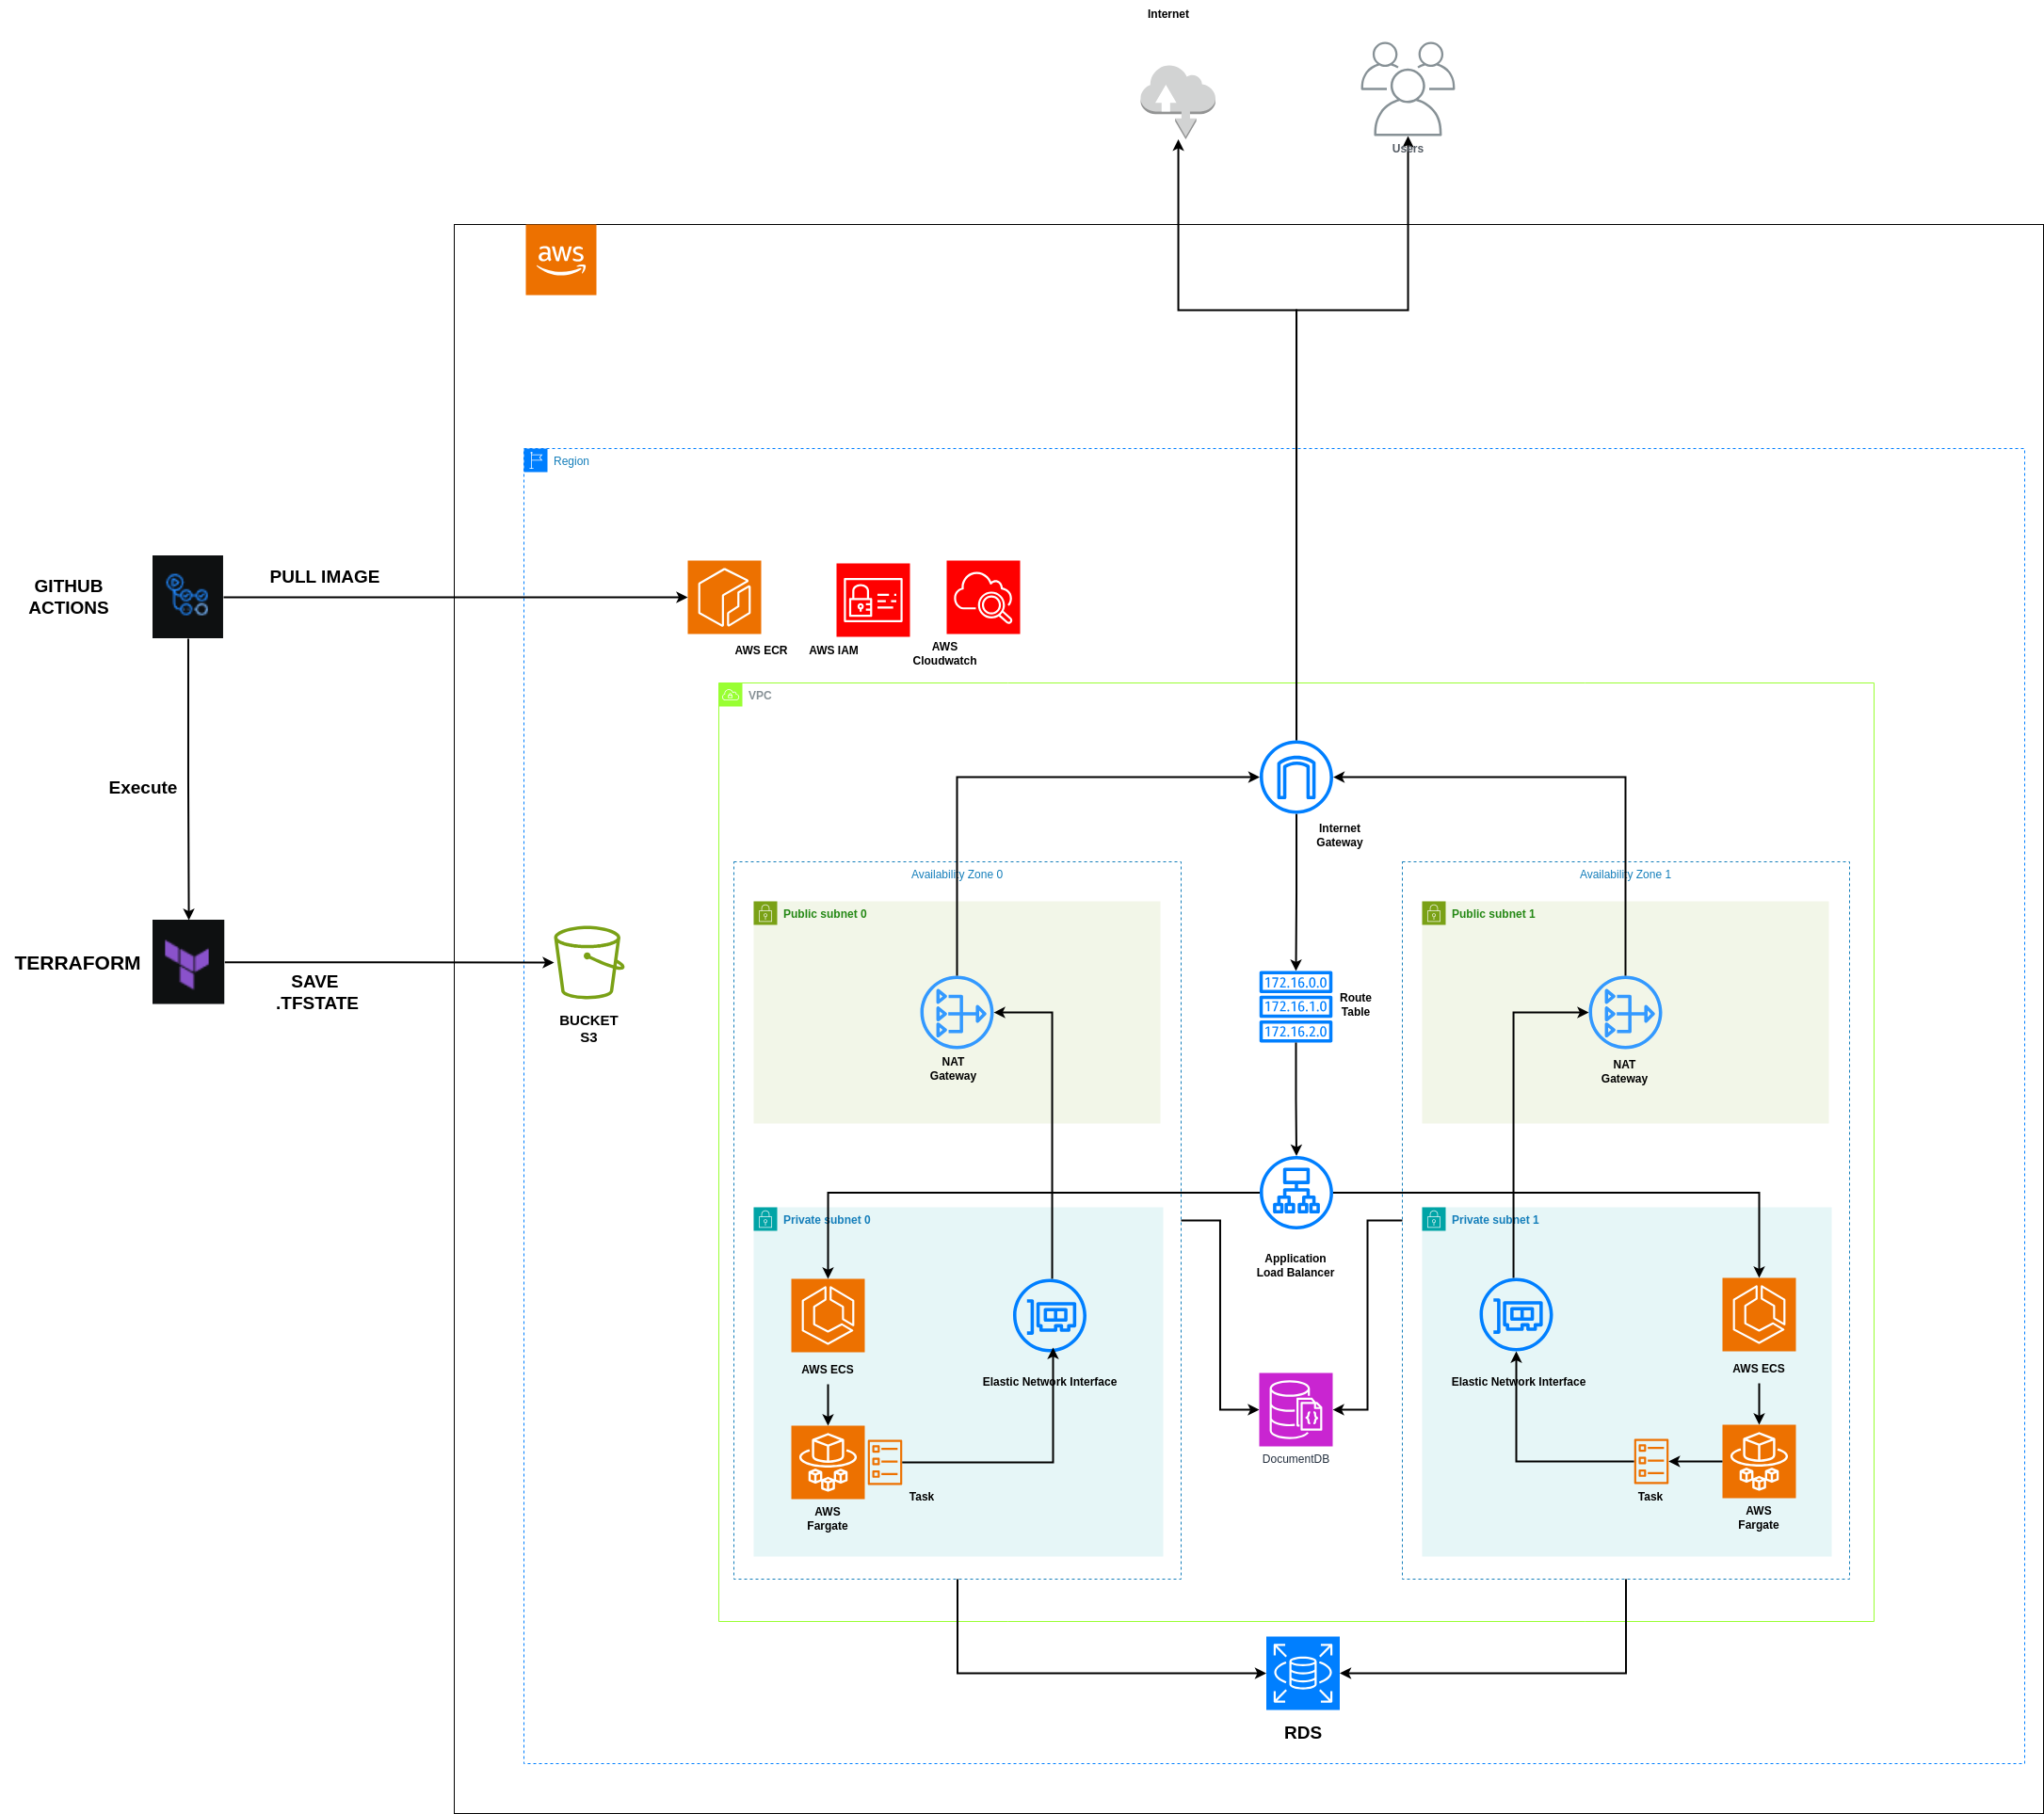 Internet
Users
aws
Region
GITHUB
ACTIONS
PULL IMAGE
AWS ECR
AWS IAM
AWS
Cloudwatch
VPC
Execute
Internet
Gateway
Availability Zone 0
Availability Zone 1
Public subnet 0
Public subnet 1
TERRAFORM
SAVE
.TFSTATE
BUCKET
S3
172.16.0.0
172.16.1.0
172.16.2.0
Route
Table
NAT
Gateway
NAT
Gateway
Private subnet 0
Private subnet 1
Application
Load Balancer
AWS ECS
Elastic Network Interface
Elastic Network Interface
AWS ECS
{}
DocumentDB
Task
AWS
Fargate
Task
AWS
Fargate
RDS